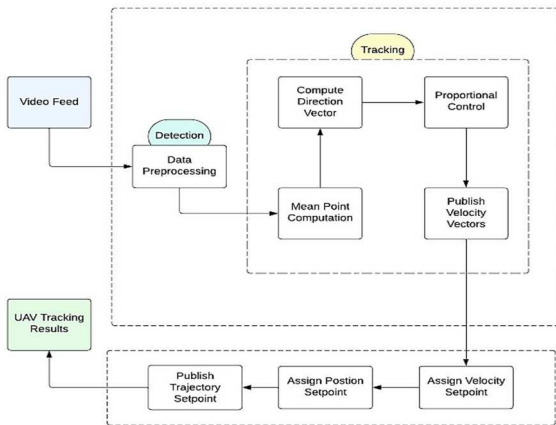 Tracking
Video Feed
Compute
Direction
Vector
Proportional
Control
Detection
Data
Preprocessing
Mean Point
Computation
Publish
Velocity
Vectors
UAV Tracking
Results
Publish
Trajectory
Setpoint
Assign Postion
Setpoint
Assign Velocity
Setpoint